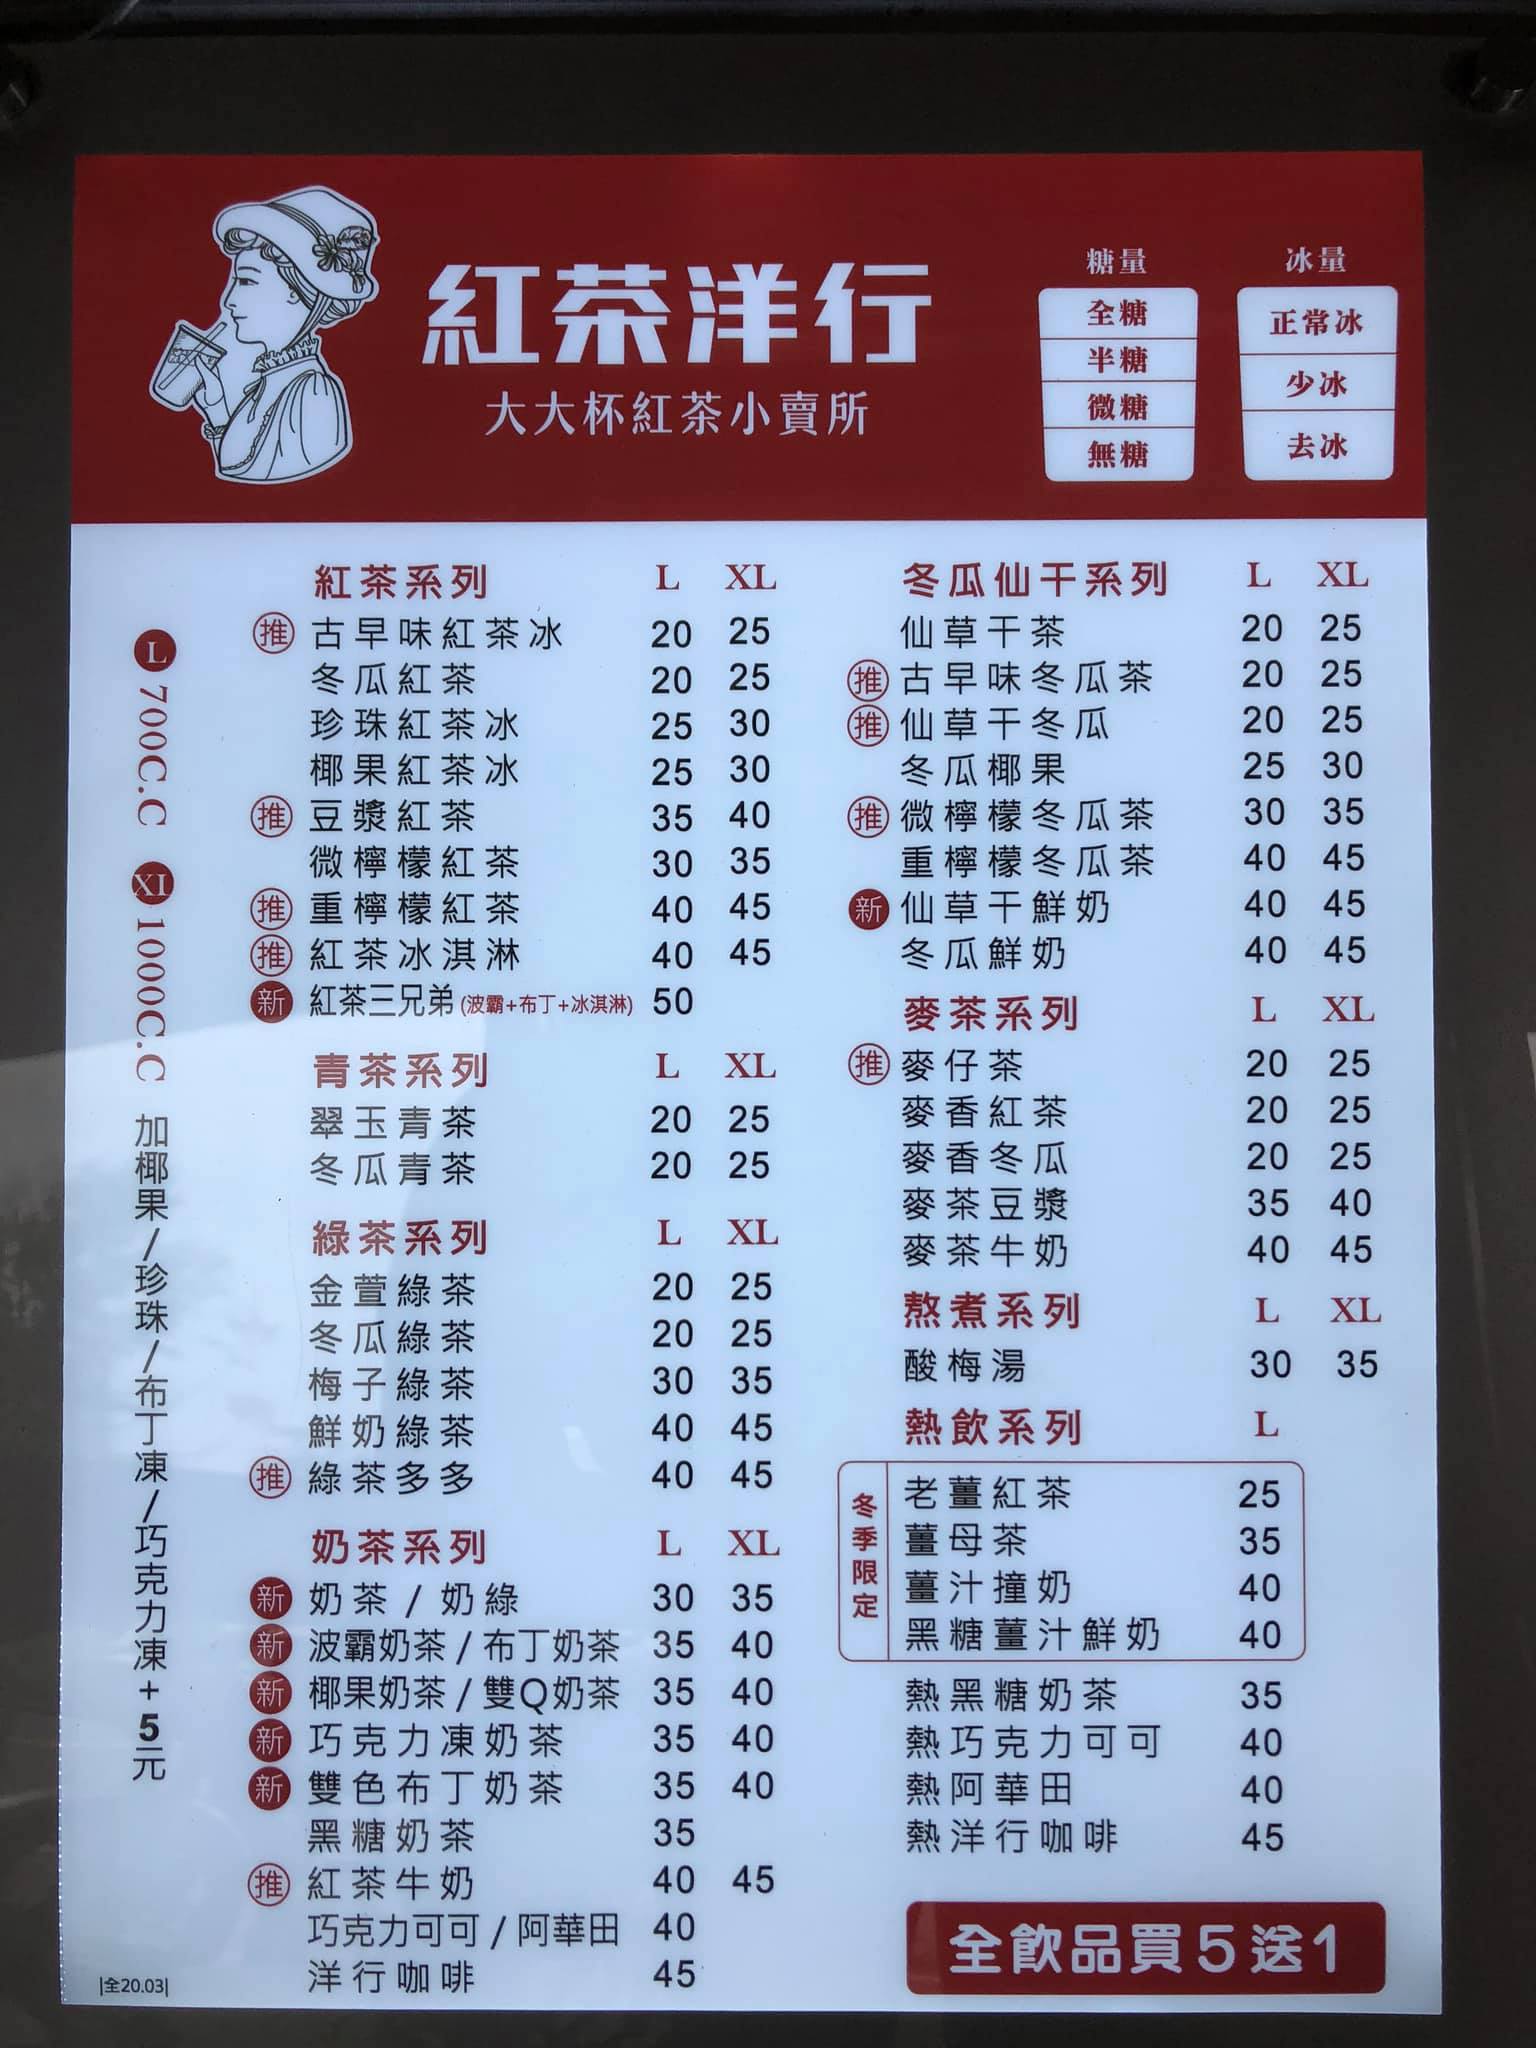 紅茶洋行
大大杯紅茶小賣所
糖量
全糖
半糖
微糖
無糖
冰量
正常冰
少冰
去冰
L 700C.C XL 1000C.C 加椰果/珍珠/布丁凍/巧克力凍+5元
紅茶系列 L XL
推 古早味紅茶冰 20 25
冬瓜紅茶 20 25
珍珠紅茶冰 25 30
椰果紅茶冰 25 30
推 豆漿紅茶 35 40
微檸檬紅茶 30 35
推 重檸檬紅茶 40 45
推 紅茶冰淇淋 40 45
新 紅茶三兄弟(波霸+布丁+冰淇淋) 50
青茶系列 L XL
翠玉青茶 20 25
冬瓜青茶 20 25
綠茶系列 L XL
金萱綠茶 20 25
冬瓜綠茶 20 25
梅子綠茶 30 35
鮮奶綠茶 40 45
推 綠茶多多 40 45
奶茶系列 L XL
新 奶茶 / 奶綠 30 35
新 波霸奶茶 / 布丁奶茶 35 40
新 椰果奶茶 / 雙Q奶茶 35 40
新 巧克力凍奶茶 35 40
新 雙色布丁奶茶 35 40
黑糖奶茶 35
推 紅茶牛奶 40 45
巧克力可可 / 阿華田 40
洋行咖啡 45
冬瓜仙干系列 L XL
仙草干茶 20 25
推 古早味冬瓜茶 20 25
推 仙草干冬瓜 20 25
冬瓜椰果 25 30
推 微檸檬冬瓜茶 30 35
重檸檬冬瓜茶 40 45
新 仙草干鮮奶 40 45
冬瓜鮮奶 40 45
麥茶系列 L XL
推 麥仔茶 20 25
麥香紅茶 20 25
麥香冬瓜 20 25
麥茶豆漿 35 40
麥茶牛奶 40 45
熬煮系列 L XL
酸梅湯 30 35
熱飲系列 L
冬季限定
老薑紅茶 25
薑母茶 35
薑汁撞奶 40
黑糖薑汁鮮奶 40
熱黑糖奶茶 35
熱巧克力可可 40
熱阿華田 40
熱洋行咖啡 45
全飲品買5送1
|全20.03|